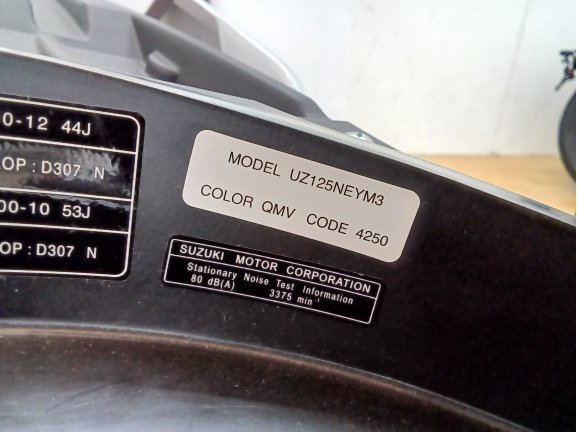 0-12 44J
OP : D307 N
00-10 53J
OP : D307 N
MODEL UZ125NEYM3
COLOR QMV CODE 4250
SUZUKI MOTOR CORPORATION
Stationary Noise Test Information
80 dB(A) 3375 min⁻¹